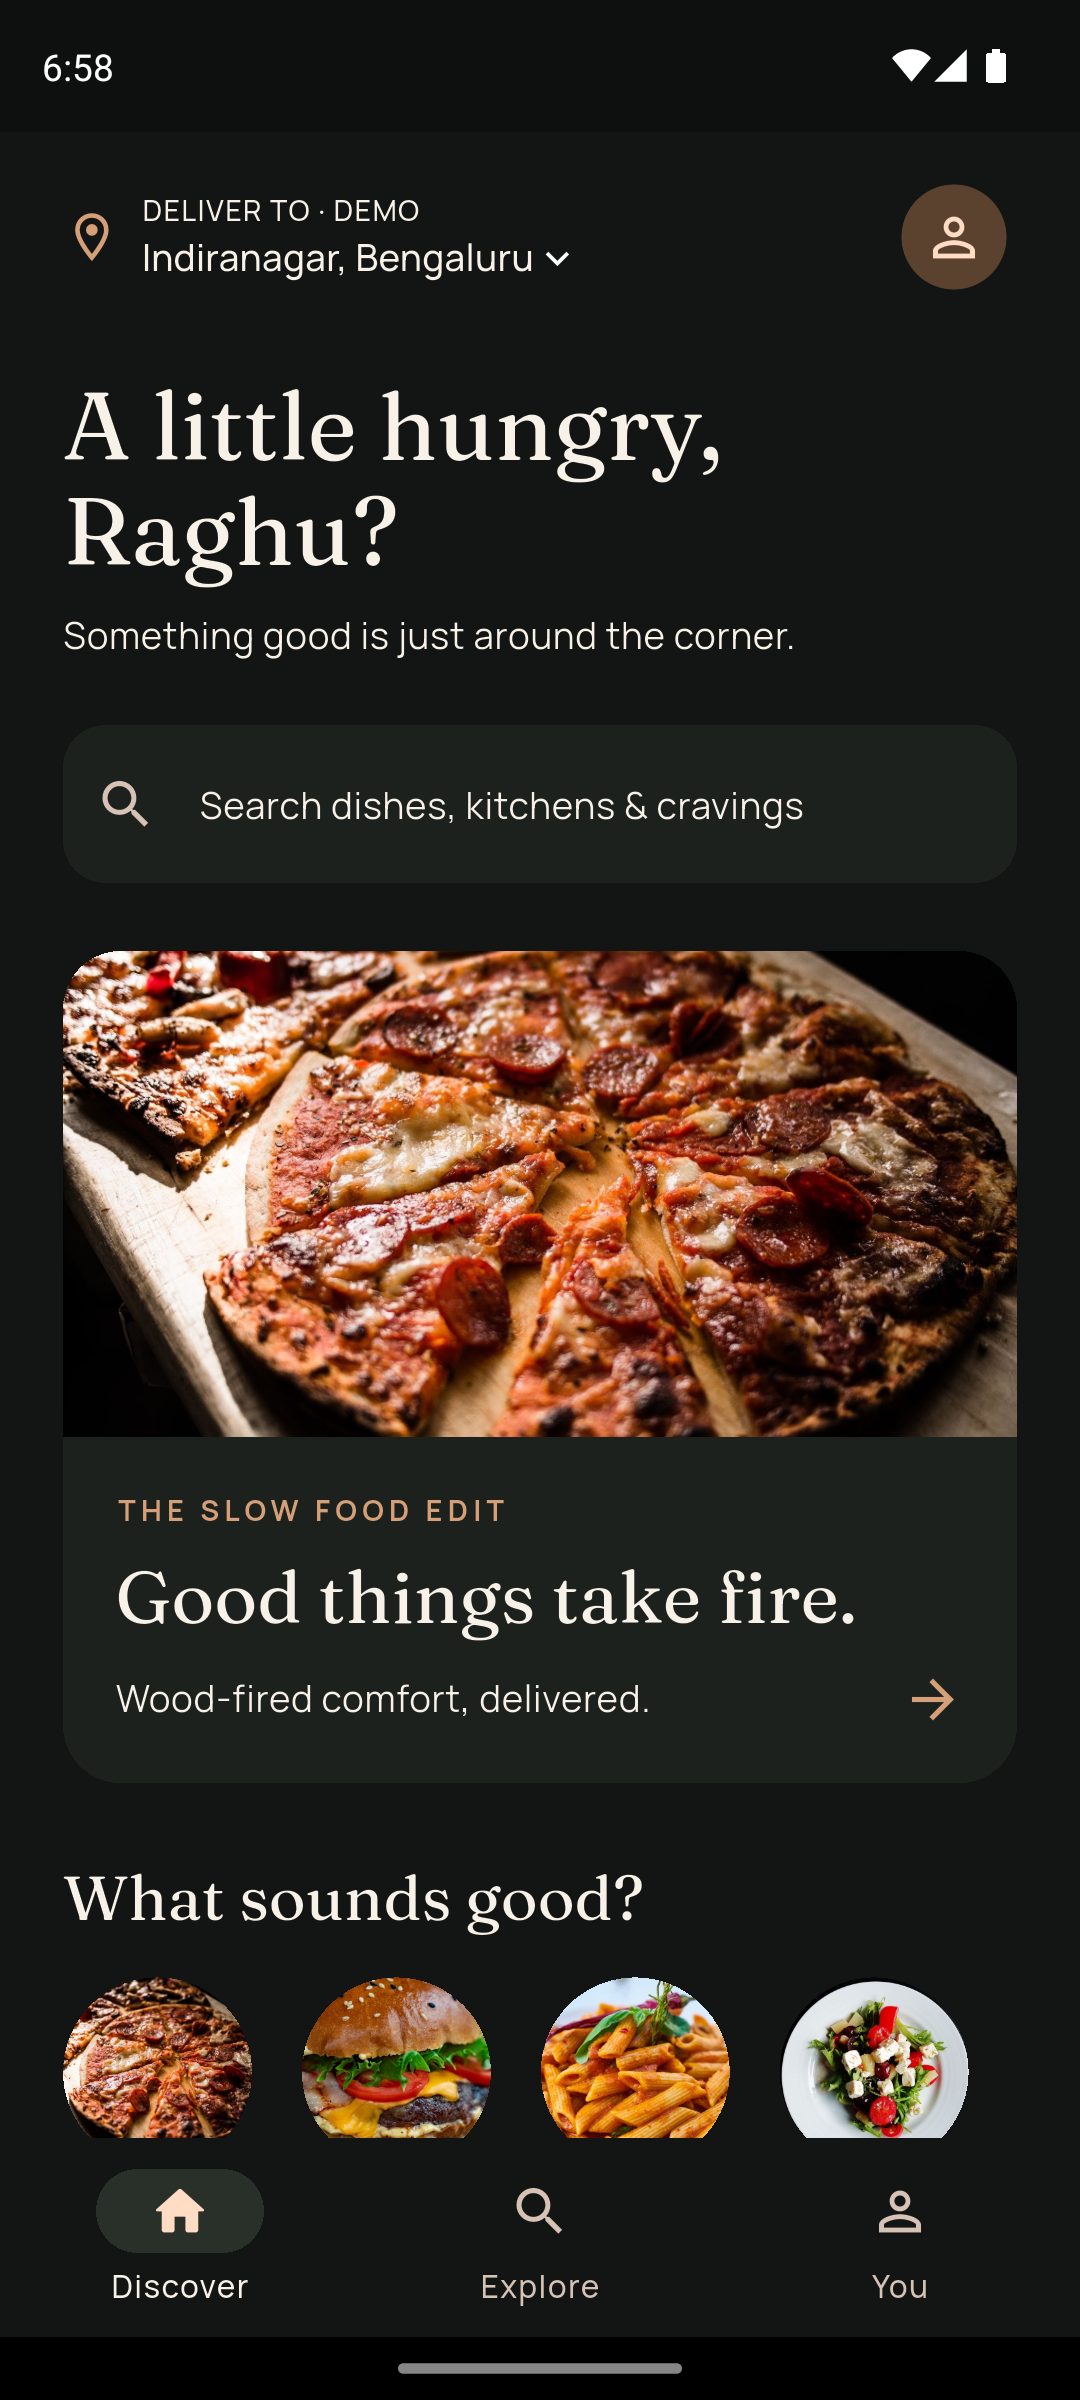 6:58
DELIVER TO · DEMO
Indiranagar, Bengaluru
A little hungry,
Raghu?
Something good is just around the corner.
Search dishes, kitchens & cravings
THE SLOW FOOD EDIT
Good things take fire.
Wood-fired comfort, delivered.
What sounds good?
Discover
Explore
You